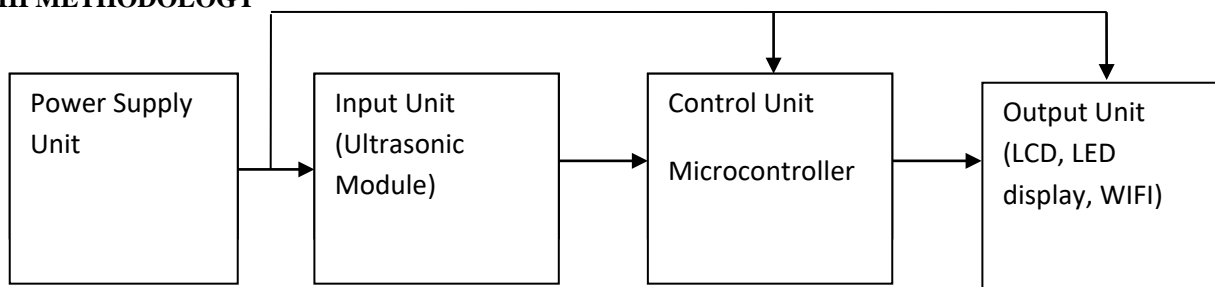 III METHODOLOGY
Power Supply
Unit
Input Unit
(Ultrasonic
Module)
Control Unit
Microcontroller
Output Unit
(LCD, LED
display, WIFI)